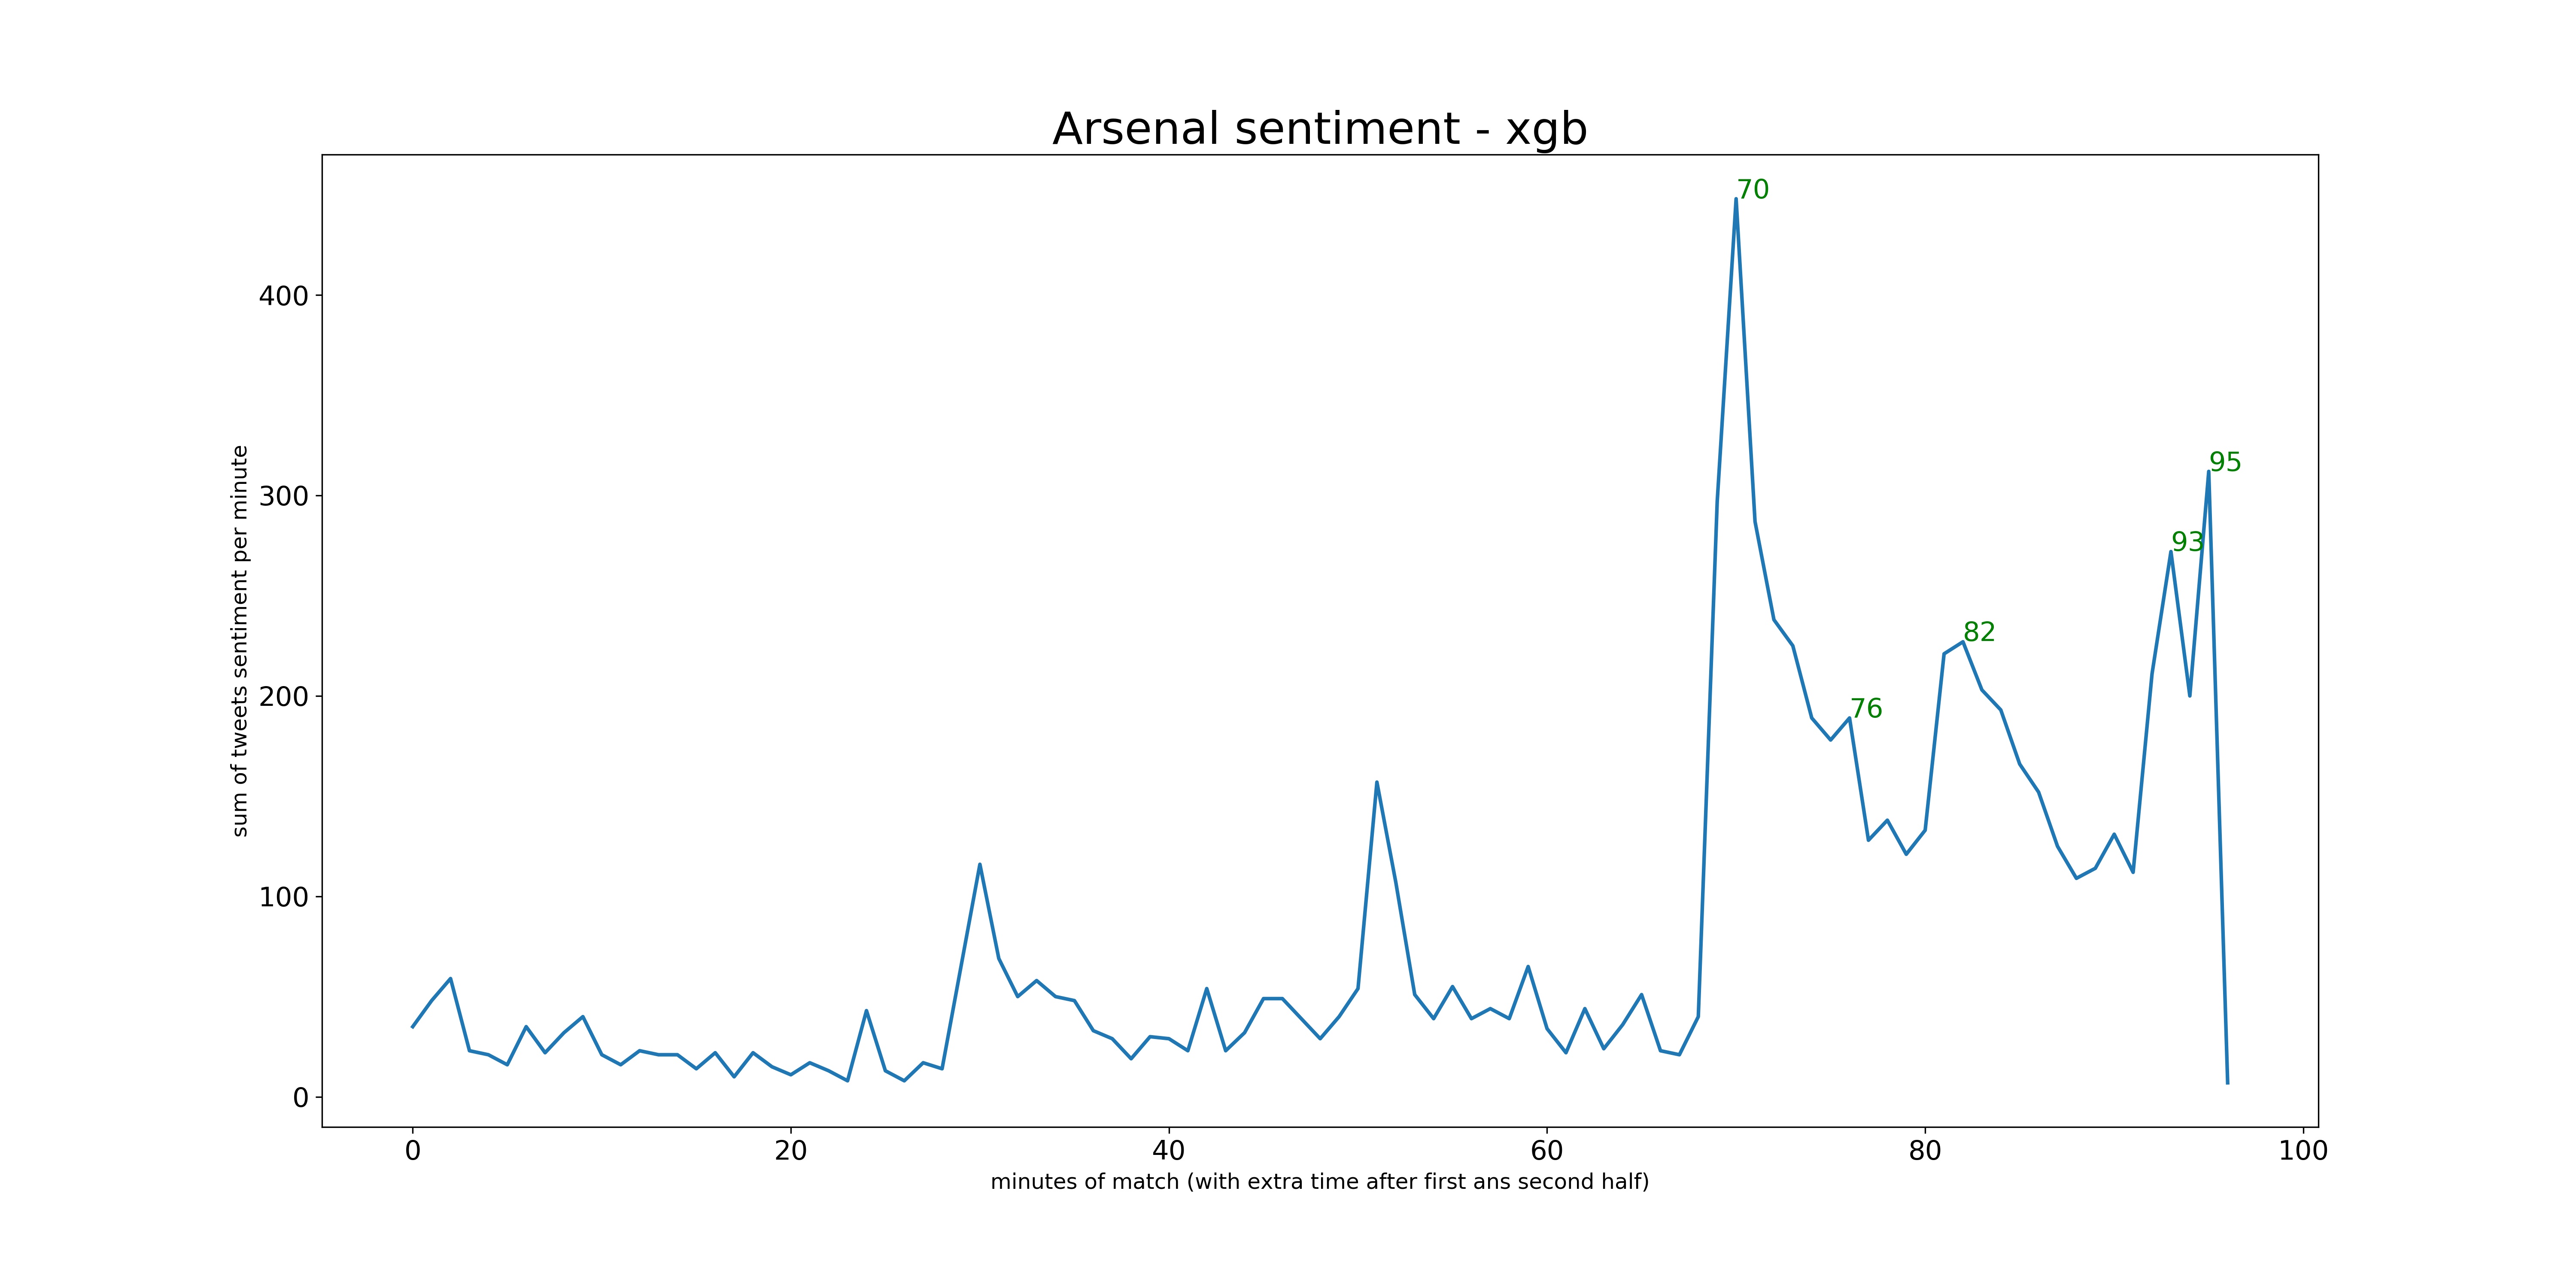 Arsenal sentiment - xgb
70
400
sum of tweets sentiment per minute
95
300
93
82
200
76
100
0
0 20 40 60 80 100
minutes of match (with extra time after first ans second half)